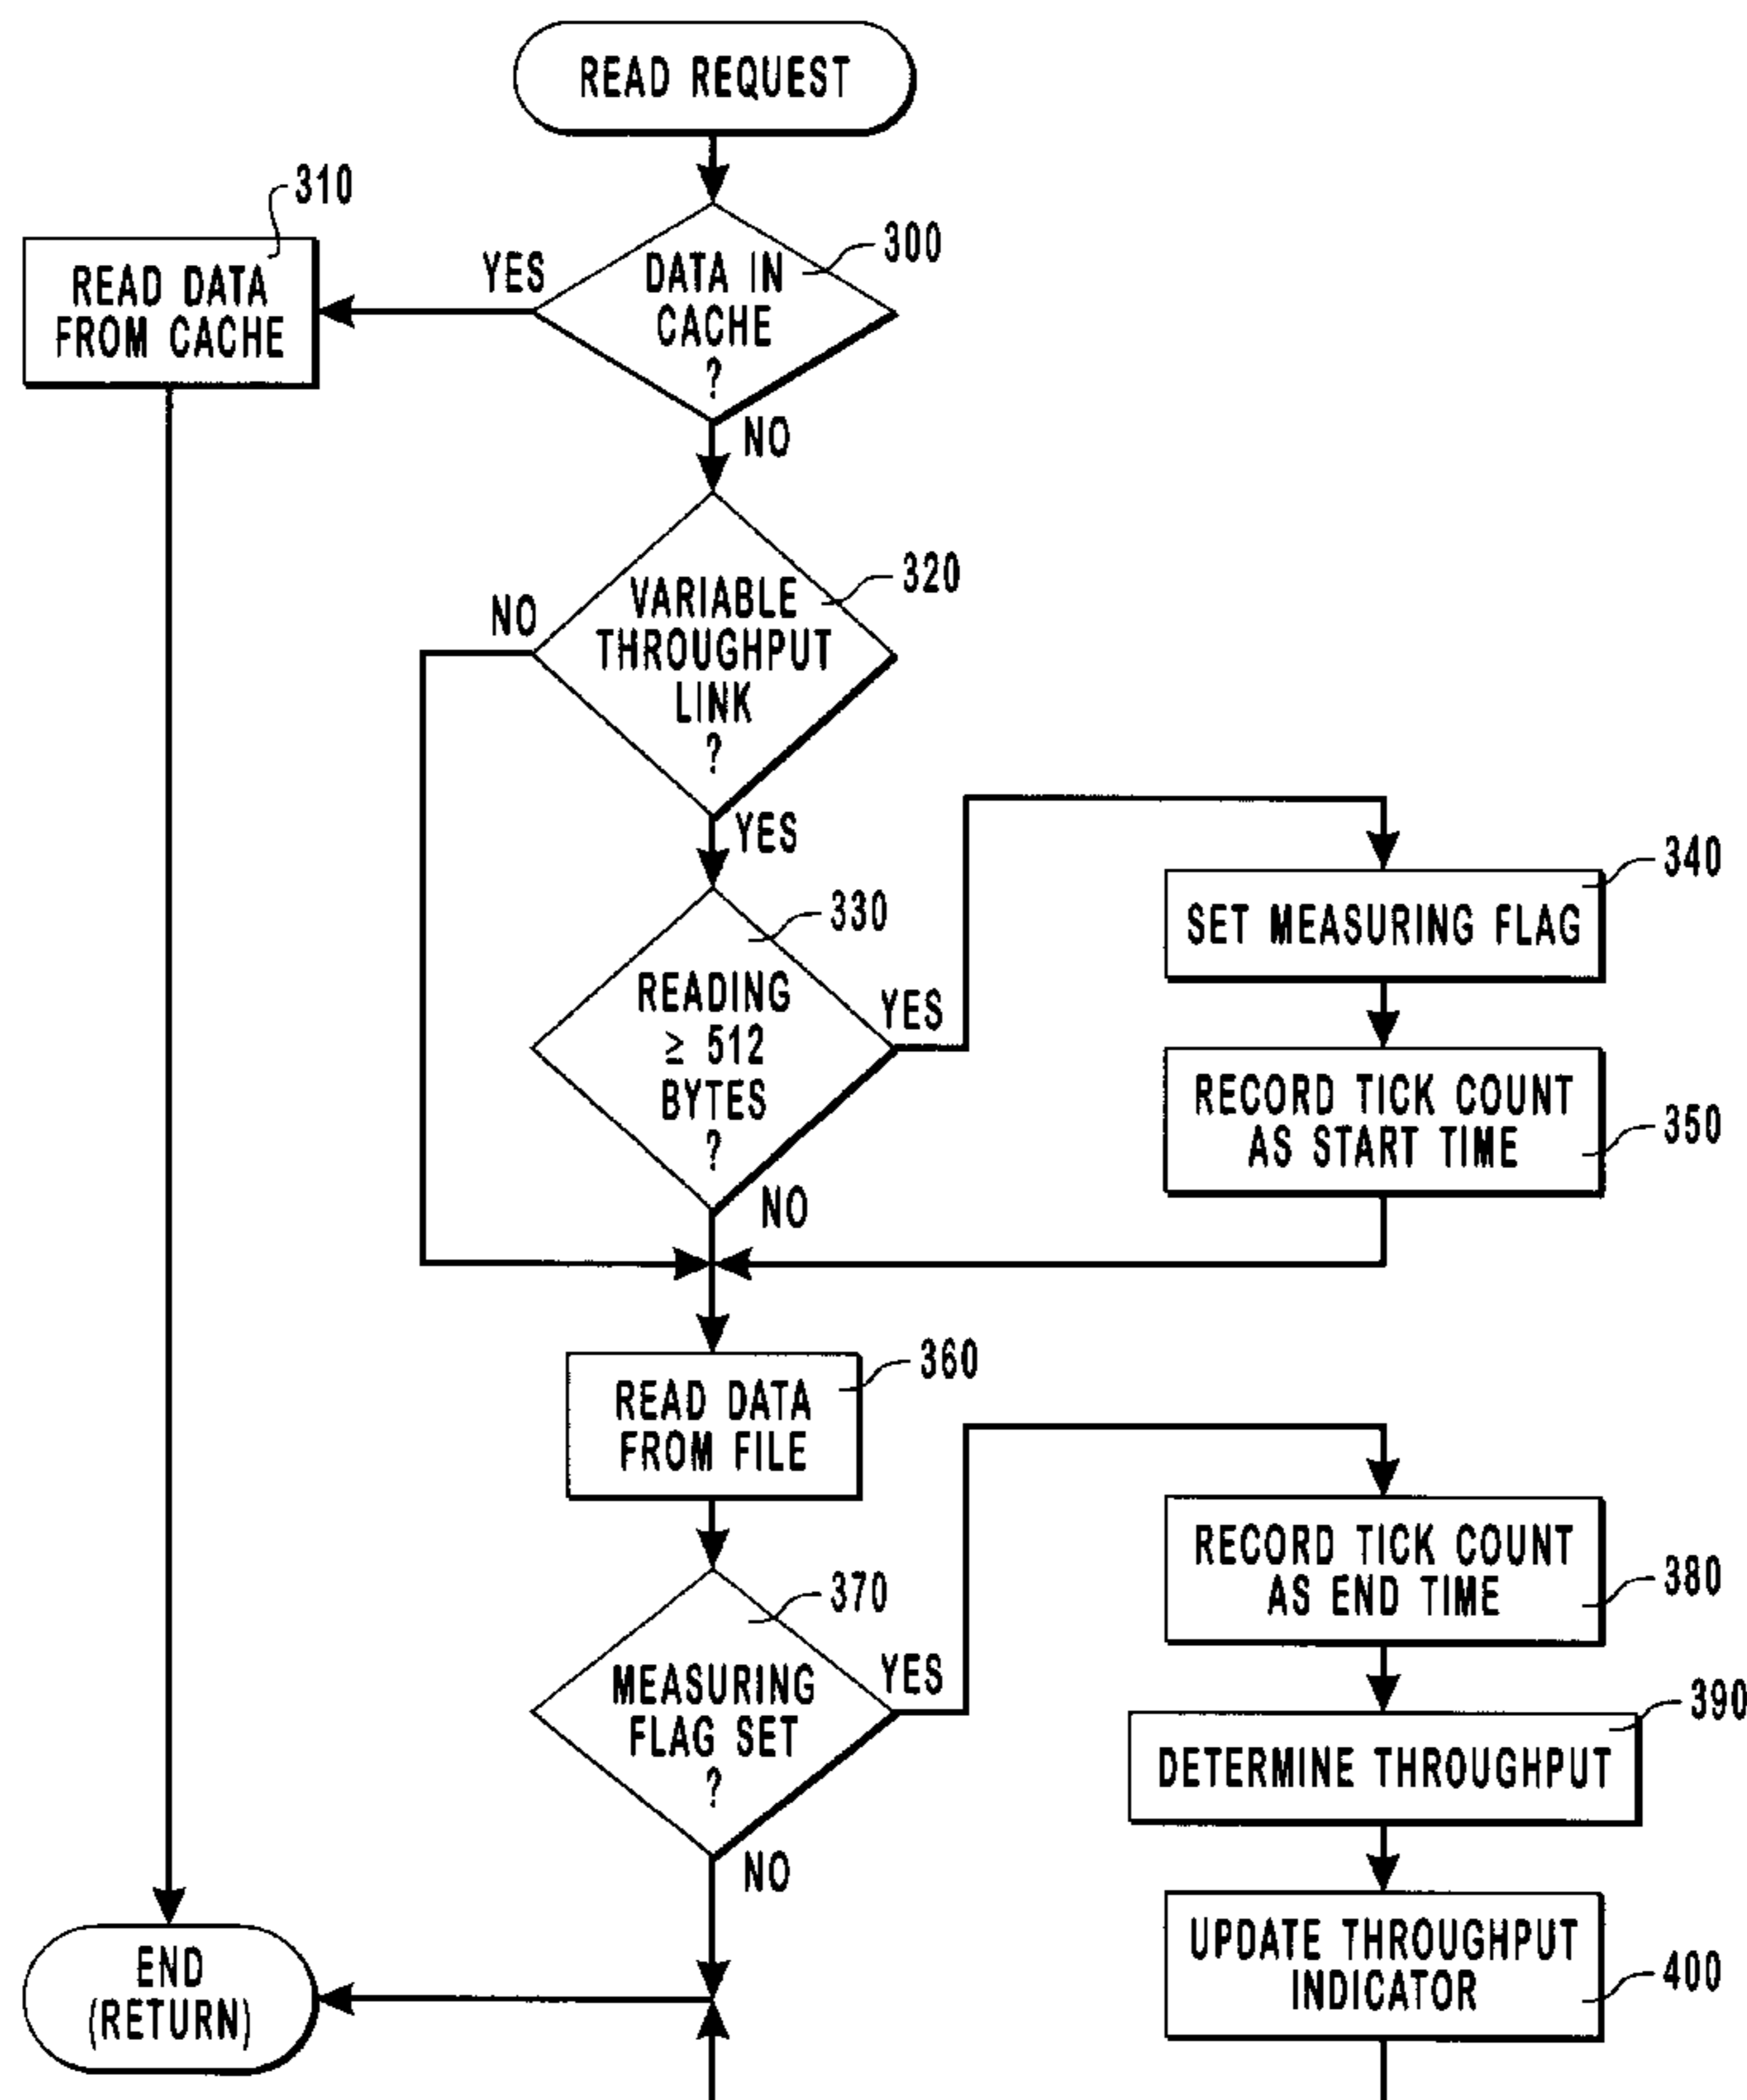 READ REQUEST
310
300
READ DATA
FROM CACHE
YES
DATA IN
CACHE
?
NO
320
NO
VARIABLE
THROUGHPUT
LINK
?
YES
340
SET MEASURING FLAG
330
READING
≥ 512
BYTES
?
YES
NO
RECORD TICK COUNT
AS START TIME
350
360
READ DATA
FROM FILE
370
MEASURING
FLAG SET
?
YES
NO
RECORD TICK COUNT
AS END TIME
380
390
DETERMINE THROUGHPUT
UPDATE THROUGHPUT
INDICATOR
400
END
(RETURN)